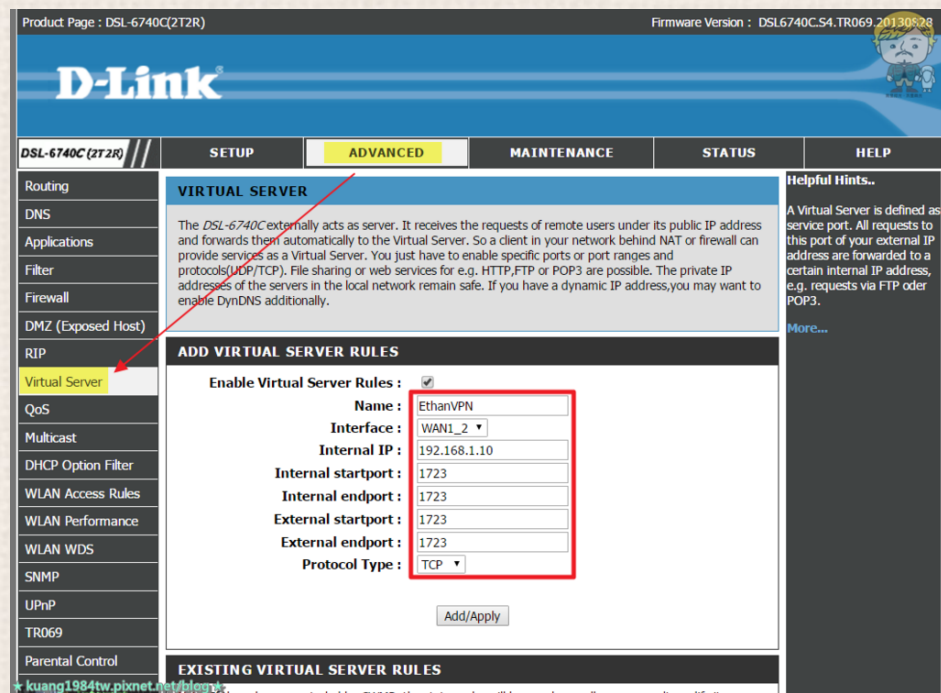 Product Page : DSL-6740C(2T2R)
Firmware Version : DSL6740C.S4.TR069.20130828
D-Link
DSL-6740C (2T2R)
SETUP
ADVANCED
MAINTENANCE
STATUS
HELP
Routing
DNS
Applications
Filter
Firewall
DMZ (Exposed Host)
RIP
Virtual Server
QoS
Multicast
DHCP Option Filter
WLAN Access Rules
WLAN Performance
WLAN WDS
SNMP
UPnP
TR069
Parental Control
VIRTUAL SERVER
The DSL-6740C externally acts as server. It receives the requests of remote users under its public IP address
and forwards them automatically to the Virtual Server. So a client in your network behind NAT or firewall can
provide services as a Virtual Server. You just have to enable specific ports or port ranges and
protocols(UDP/TCP). File sharing or web services for e.g. HTTP,FTP or POP3 are possible. The private IP
addresses of the servers in the local network remain safe. If you have a dynamic IP address,you may want to
enable DynDNS additionally.
ADD VIRTUAL SERVER RULES
Enable Virtual Server Rules :
Name : EthanVPN
Interface : WAN1_2
Internal IP : 192.168.1.10
Internal startport : 1723
Internal endport : 1723
External startport : 1723
External endport : 1723
Protocol Type : TCP
Add/Apply
EXISTING VIRTUAL SERVER RULES
Helpful Hints..
A Virtual Server is defined as
service port. All requests to
this port of your external IP
address are forwarded to a
certain internal IP address,
e.g. requests via FTP oder
POP3.
More...
kuang1984tw.pixnet.net/blog